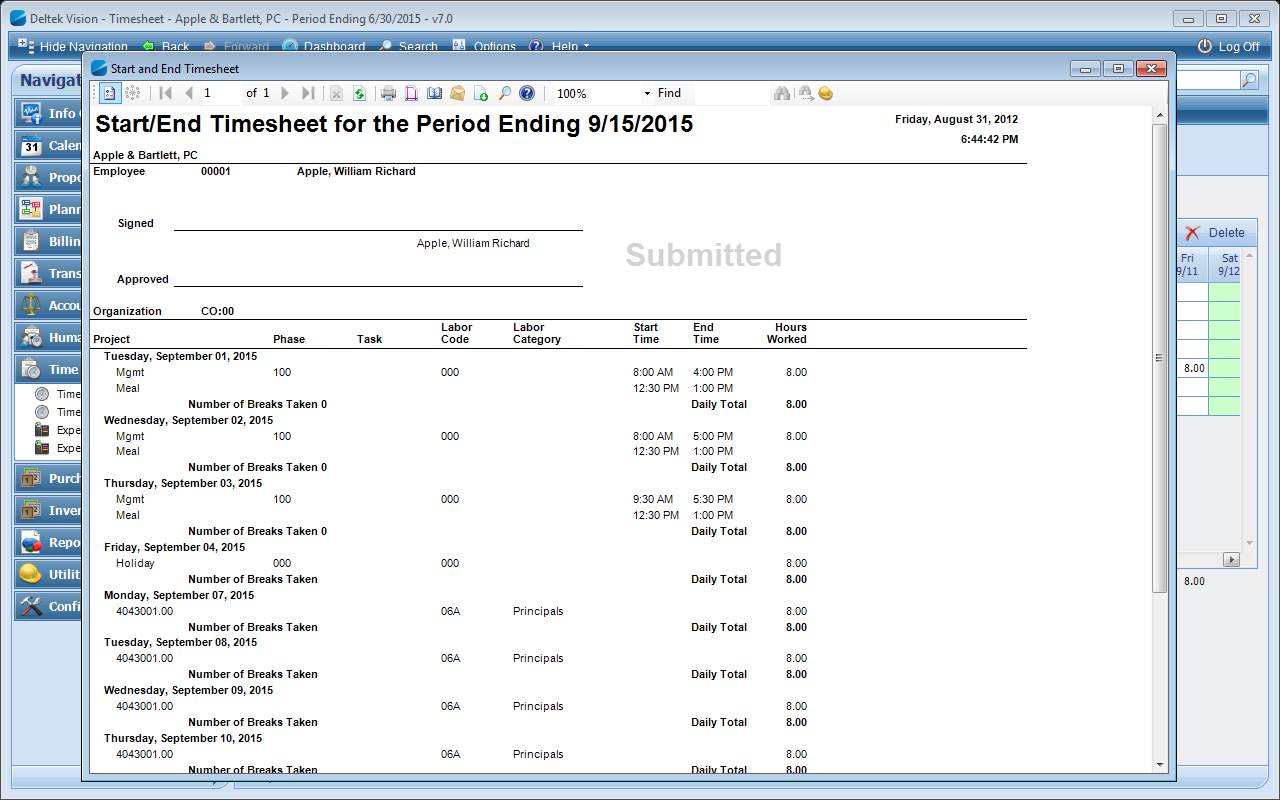 Deltek Vision - Timesheet - Apple & Bartlett, PC - Period Ending 6/30/2015 - v7.0
Hide Navigation Back Forward Dashboard Search Options Help Log Off
Navigat
Info
Calen
Propo
Plann
Billin
Trans
Accou
Huma
Time
Time
Time
Expe
Expe
Purch
Inver
Repo
Utilit
Confi
Start and End Timesheet
1 of 1 100% Find
Start/End Timesheet for the Period Ending 9/15/2015
Friday, August 31, 2012
6:44:42 PM
Apple & Bartlett, PC
Employee 00001 Apple, William Richard
Signed
Apple, William Richard
Submitted
Approved
Organization CO:00
Project Phase Task Labor Code Labor Category Start Time End Time Hours Worked
Tuesday, September 01, 2015
Mgmt 100 000 8:00 AM 4:00 PM 8.00
Meal 12:30 PM 1:00 PM
Number of Breaks Taken 0 Daily Total 8.00
Wednesday, September 02, 2015
Mgmt 100 000 8:00 AM 5:00 PM 8.00
Meal 12:30 PM 1:00 PM
Number of Breaks Taken 0 Daily Total 8.00
Thursday, September 03, 2015
Mgmt 100 000 9:30 AM 5:30 PM 8.00
Meal 12:30 PM 1:00 PM
Number of Breaks Taken 0 Daily Total 8.00
Friday, September 04, 2015
Holiday 000 000 8.00
Number of Breaks Taken Daily Total 8.00
Monday, September 07, 2015
4043001.00 06A Principals 8.00
Number of Breaks Taken Daily Total 8.00
Tuesday, September 08, 2015
4043001.00 06A Principals 8.00
Number of Breaks Taken Daily Total 8.00
Wednesday, September 09, 2015
4043001.00 06A Principals 8.00
Number of Breaks Taken Daily Total 8.00
Thursday, September 10, 2015
4043001.00 06A Principals 8.00
Number of Breaks Taken Daily Total 8.00
Delete
Fri Sat
9/11 9/12
8.00
8.00